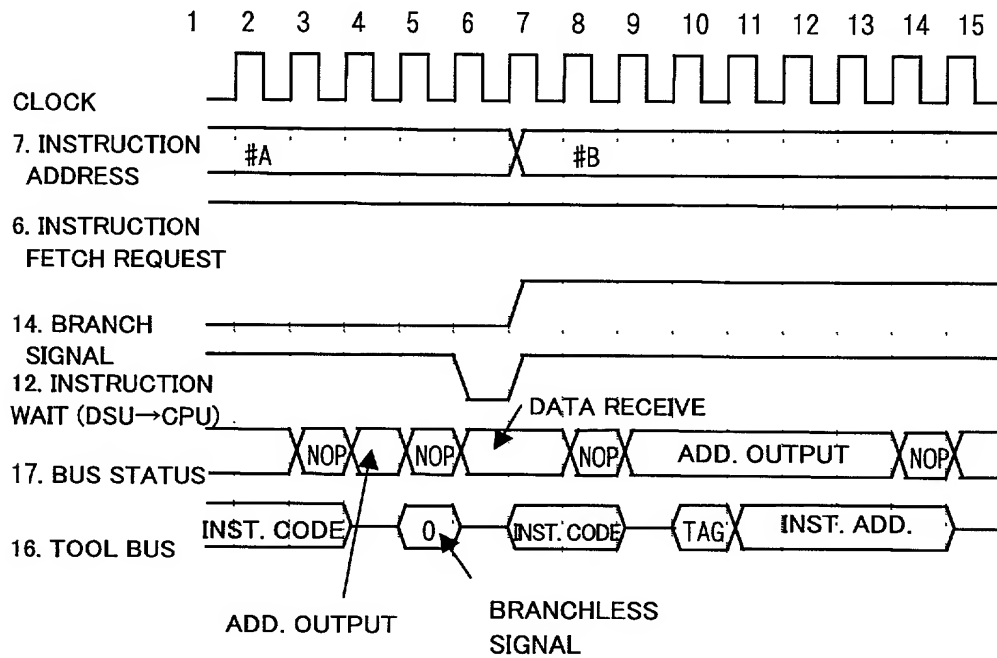 1 2 3 4 5 6 7 8 9 10 11 12 13 14 15
CLOCK
7. INSTRUCTION
ADDRESS
#A #B
6. INSTRUCTION
FETCH REQUEST
14. BRANCH
SIGNAL
12. INSTRUCTION
WAIT (DSU→CPU)
DATA RECEIVE
17. BUS STATUS
NOP NOP NOP ADD. OUTPUT NOP
16. TOOL BUS
INST. CODE 0 INST. CODE TAG INST. ADD.
ADD. OUTPUT
BRANCHLESS
SIGNAL